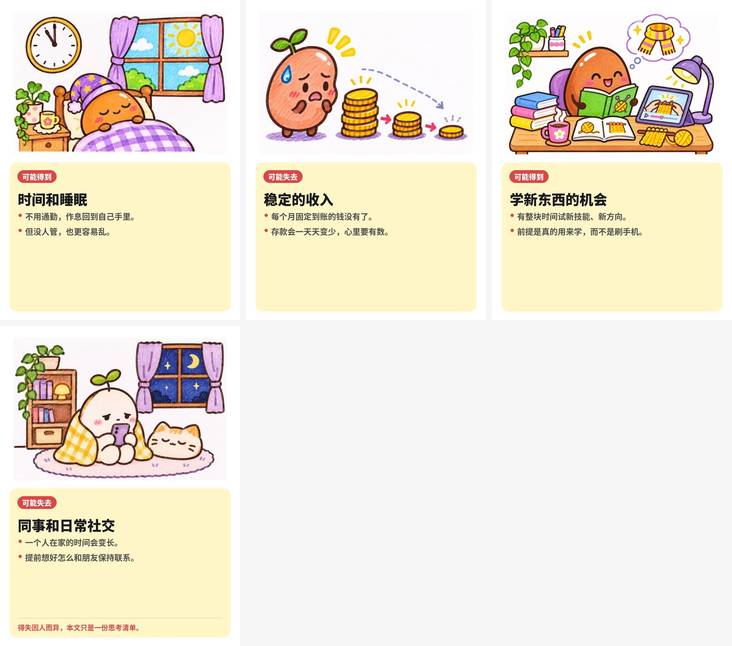 可能得到
时间和睡眠
• 不用通勤，作息回到自己手里。
• 但没人管，也更容易乱。
可能失去
稳定的收入
• 每个月固定到账的钱没有了。
• 存款会一天天变少，心里要有数。
可能得到
学新东西的机会
• 有整块时间试新技能、新方向。
• 前提是真的用来学，而不是刷手机。
可能失去
同事和日常社交
• 一个人在家的时间会变长。
• 提前想好怎么和朋友保持联系。
得失因人而异，本文只是一份思考清单。